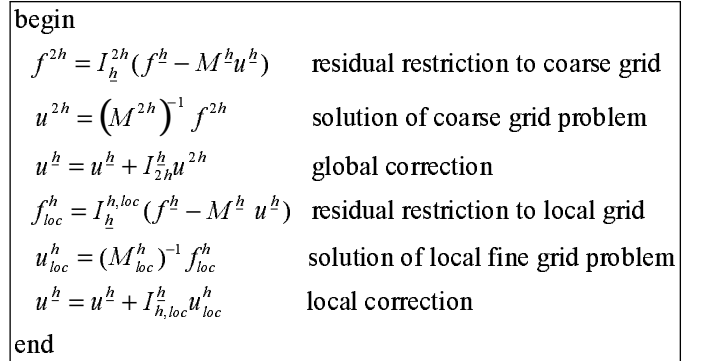 begin
f^{2h} = I_{\underline{h}}^{2h}(f^{\underline{h}} − M^{\underline{h}}u^{\underline{h}}) residual restriction to coarse grid
u^{2h} = (M^{2h})^{-1} f^{2h} solution of coarse grid problem
u^{\underline{h}} = u^{\underline{h}} + I_{2h}^{\underline{h}}u^{2h} global correction
f_{loc}^{h} = I_{\underline{h}}^{h,loc}(f^{\underline{h}} − M^{\underline{h}} u^{\underline{h}}) residual restriction to local grid
u_{loc}^{h} = (M_{loc}^{h})^{-1} f_{loc}^{h} solution of local fine grid problem
u^{\underline{h}} = u^{\underline{h}} + I_{h,loc}^{\underline{h}}u_{loc}^{h} local correction
end